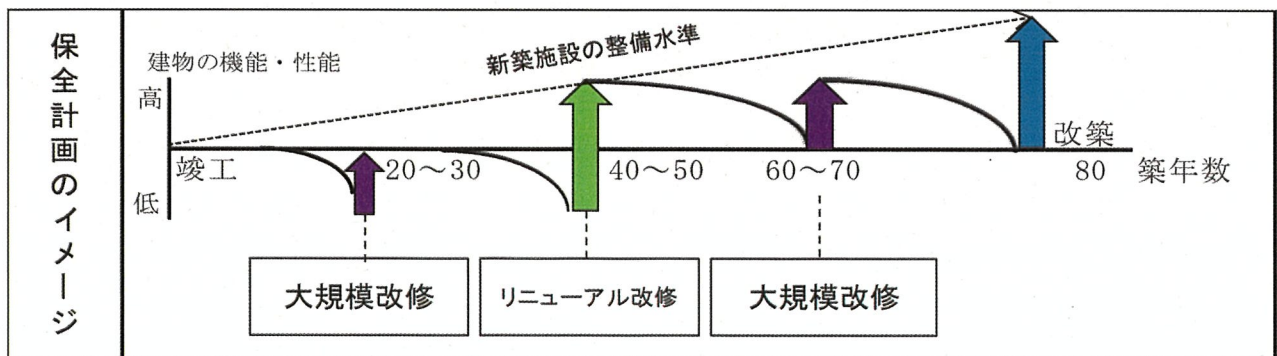 保全計画のイメージ
建物の機能・性能
新築施設の整備水準
高
低
竣工
20～30
40～50
60～70
80
改築
築年数
大規模改修
リニューアル改修
大規模改修